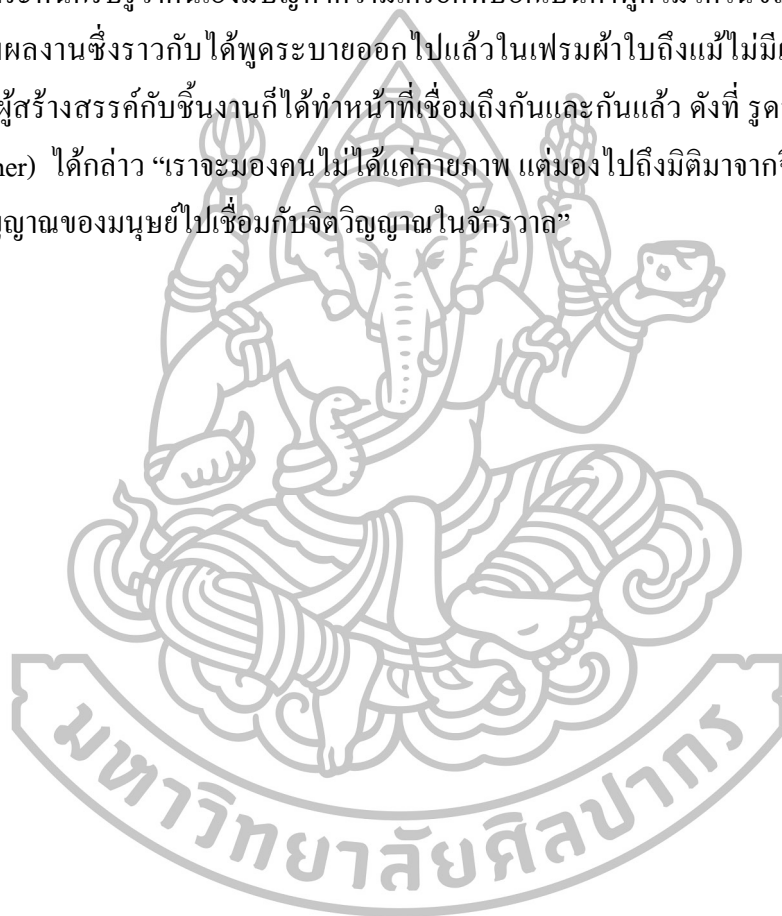 ผลงานซึ่งราวกับได้พูดระบายออกไปแล้วในเฟรมผ้าใบถึงแม้ไม่มี
ผู้สร้างสรรค์กับชิ้นงานก็ได้ทำหน้าที่เชื่อมถึงกันและกันแล้ว ดังที่ รูด
ner) ได้กล่าว “เราจะมองคนไม่ได้แค่กายภาพ แต่มองไปถึงมิติมาจาก
ญญาณของมนุษย์ไปเชื่อมกับจิตวิญญาณในจักรวาล”
มหาวิทยาลัยศิลปากร